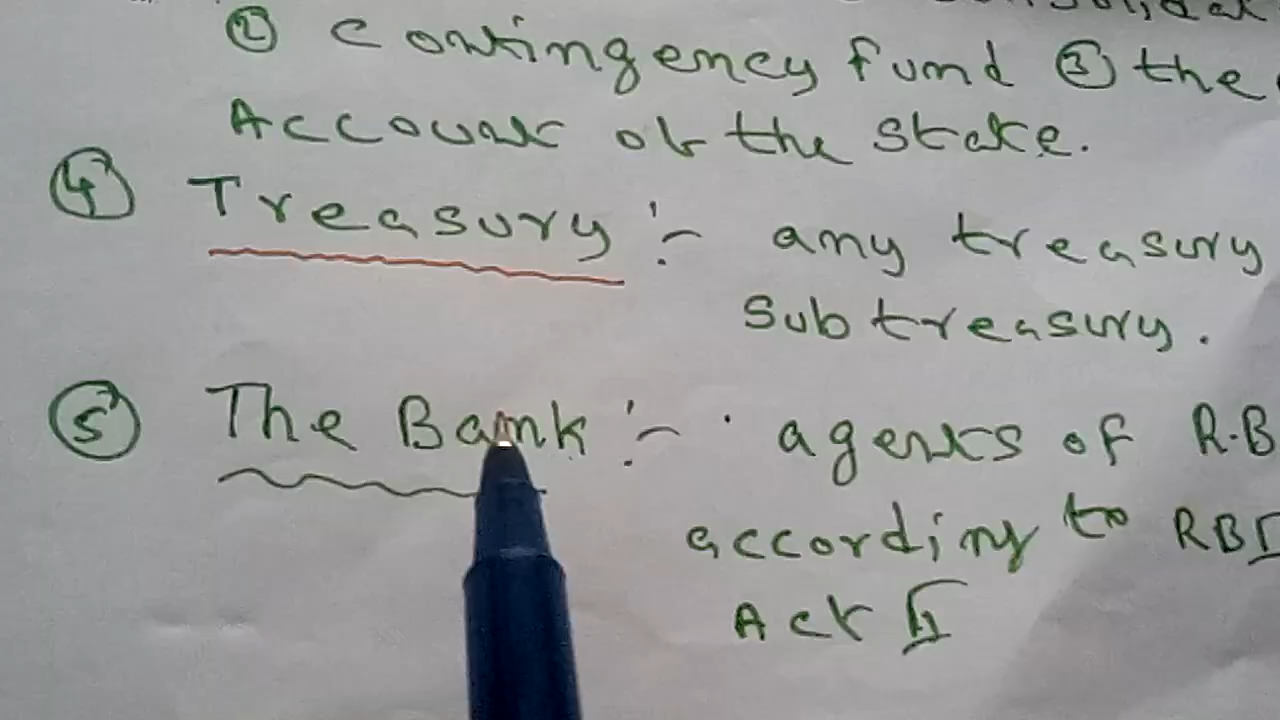 ② Contingency fund ③ the
Account of the State.
④ Treasury :- any treasury
Subtreasury.
⑤ The Bank :- agents of R.B
according to RBI
Act II